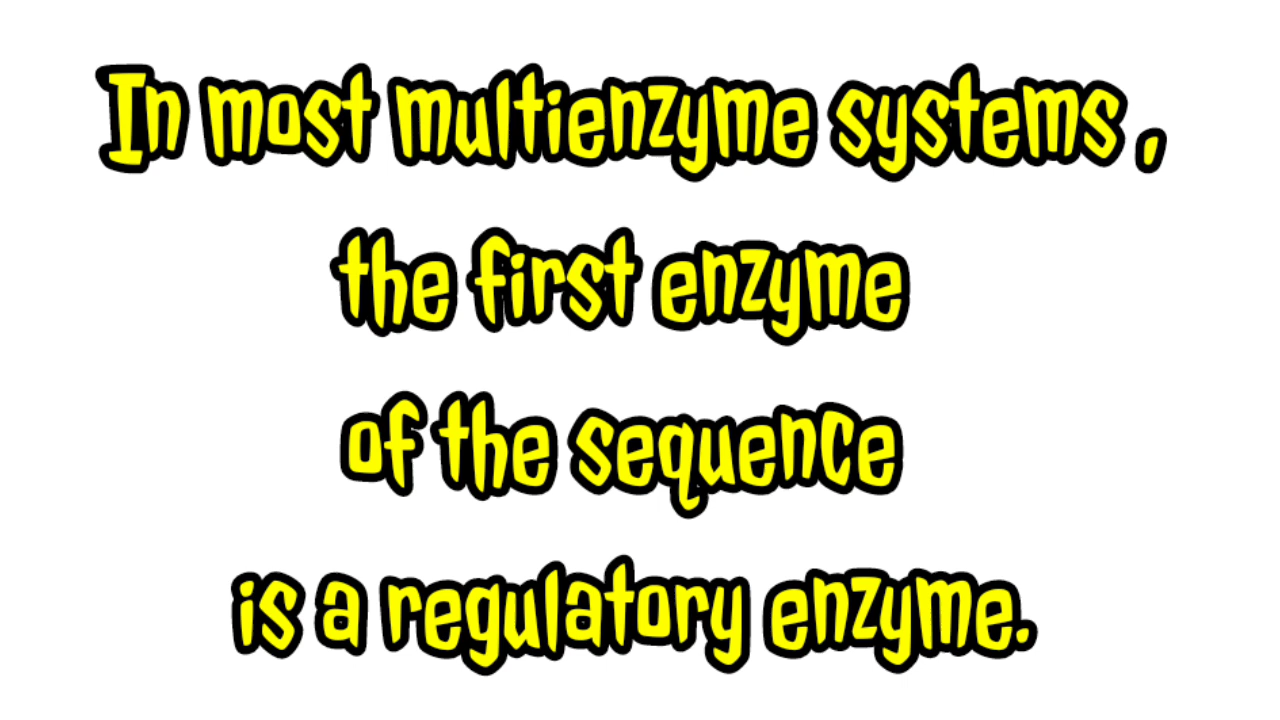 In most multienzyme systems ,
the first enzyme
of the sequence
is a regulatory enzyme.